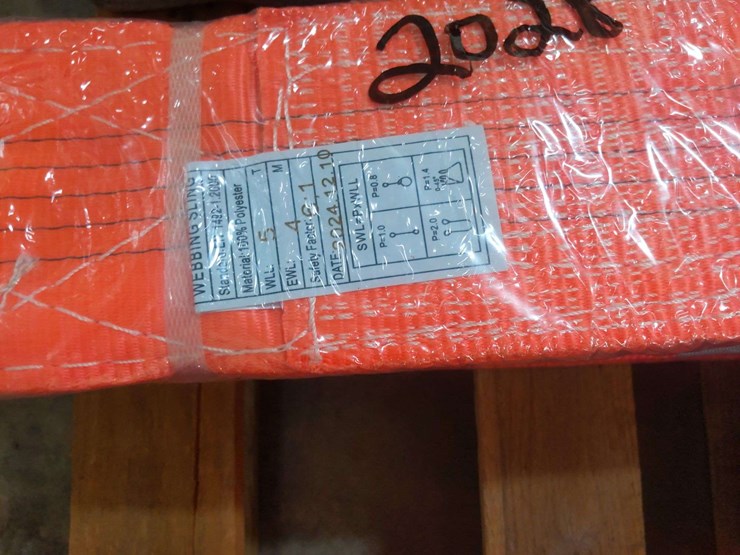 202
WEBBING SLING
Material: 100% Polyester
WLL: 5 T
EWL: 4 M
Safety Factor 6:1
DATE: 2024.12.10
SWL=P×WLL
P=1.0 P=0.8
P=2.0 P=1.4